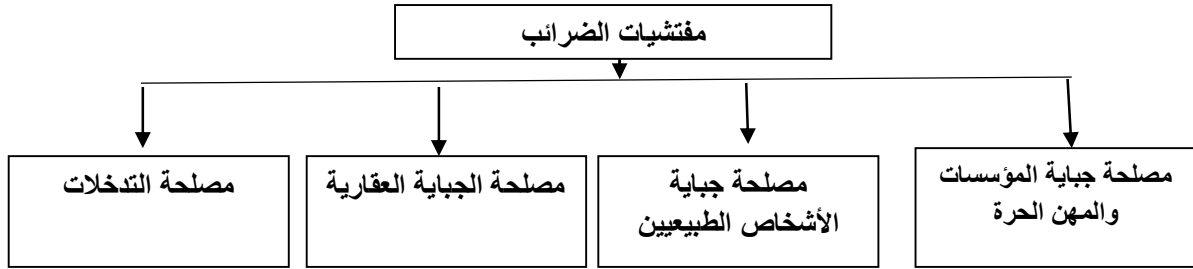 مفتشيات الضرائب
مصلحة جباية المؤسسات
والمهن الحرة
مصلحة جباية
الأشخاص الطبيعيين
مصلحة الجباية العقارية
مصلحة التدخلات